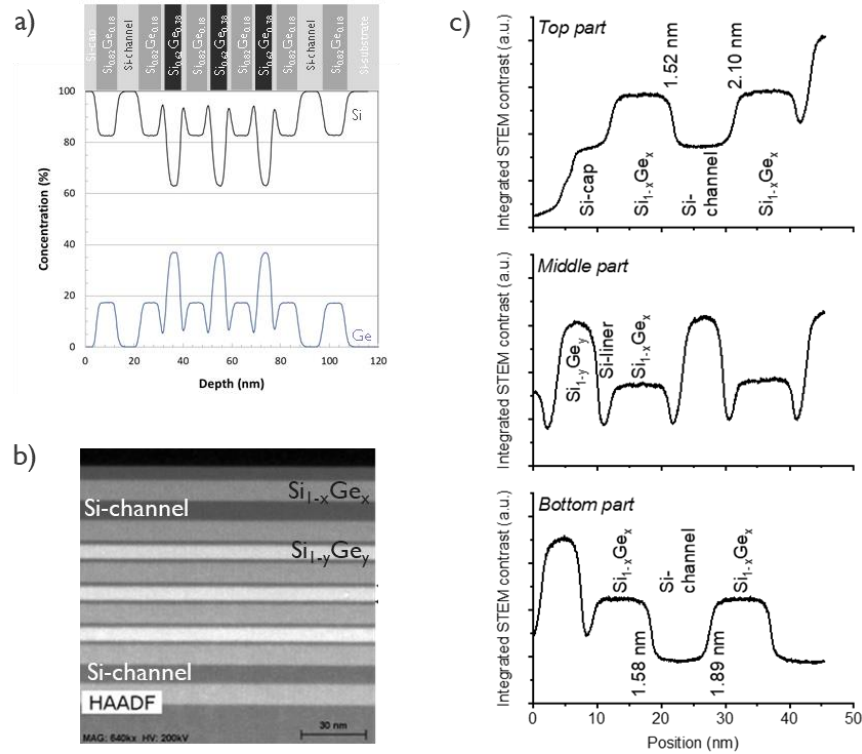 a)
Si-cap
Si0.82Ge0.18
Si-channel
Si0.82Ge0.18
Si0.62Ge0.38
Si0.82Ge0.18
Si0.62Ge0.38
Si0.82Ge0.18
Si0.62Ge0.38
Si0.82Ge0.18
Si-channel
Si0.82Ge0.18
Si-substrate
Concentration (%)
100
80
60
40
20
0
Si
Ge
0 20 40 60 80 100 120
Depth (nm)
b)
Si1-xGex
Si-channel
Si1-yGey
Si-channel
HAADF
30 nm
MAG: 640kx HV: 200kV
c)
Top part
Integrated STEM contrast (a.u.)
1.52 nm
2.10 nm
Si-cap
Si1-xGex
Si-
channel
Si1-xGex
Middle part
Integrated STEM contrast (a.u.)
Si1-yGey
Si-liner
Si1-xGex
Bottom part
Integrated STEM contrast (a.u.)
Si1-xGex
Si-
channel
Si1-xGex
1.58 nm
1.89 nm
0 10 20 30 40 50
Position (nm)